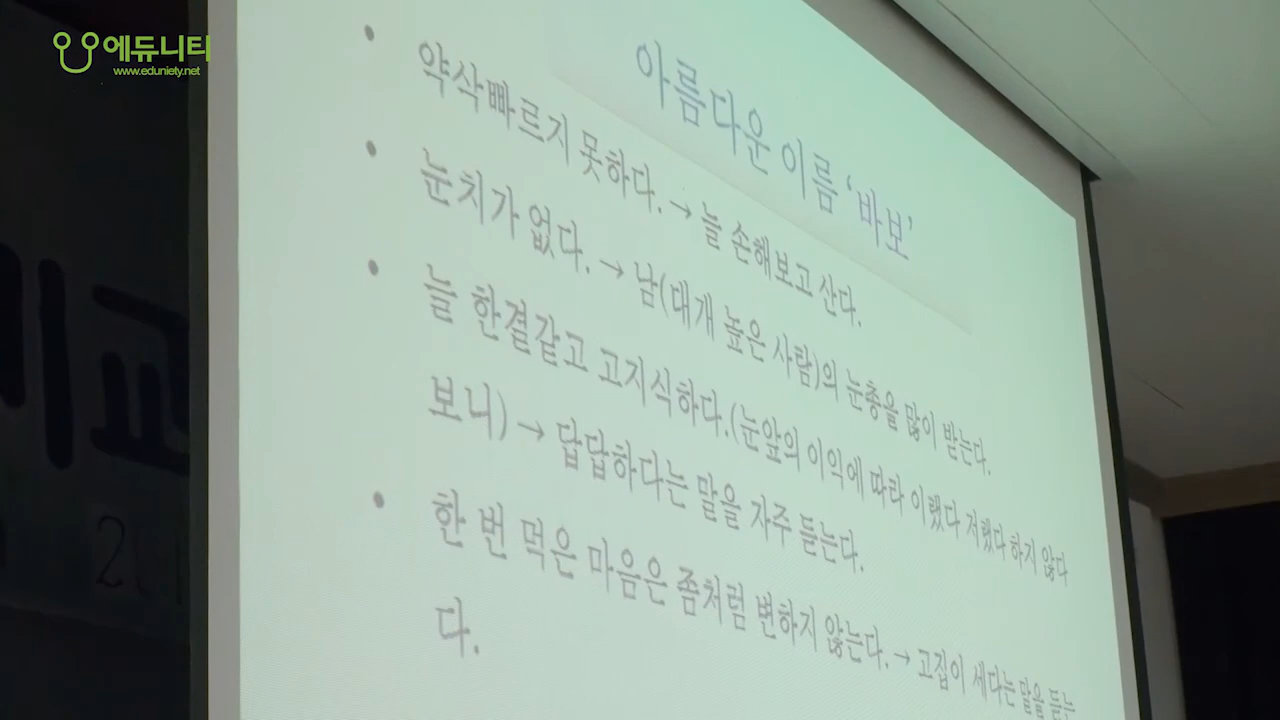 에듀니티
www.eduniety.net
아름다운 이름 ‘바보’
• 약삭빠르지 못하다. → 늘 손해보고 산다.
• 눈치가 없다. → 남(대개 높은 사람)의 눈총을 많이 받는다.
• 늘 한결같고 고지식하다.(눈앞의 이익에 따라 이랬다 저랬다 하지 않다
보니) → 답답하다는 말을 자주 듣는다.
• 한 번 먹은 마음은 좀처럼 변하지 않는다. → 고집이 세다는 말을 듣는
다.